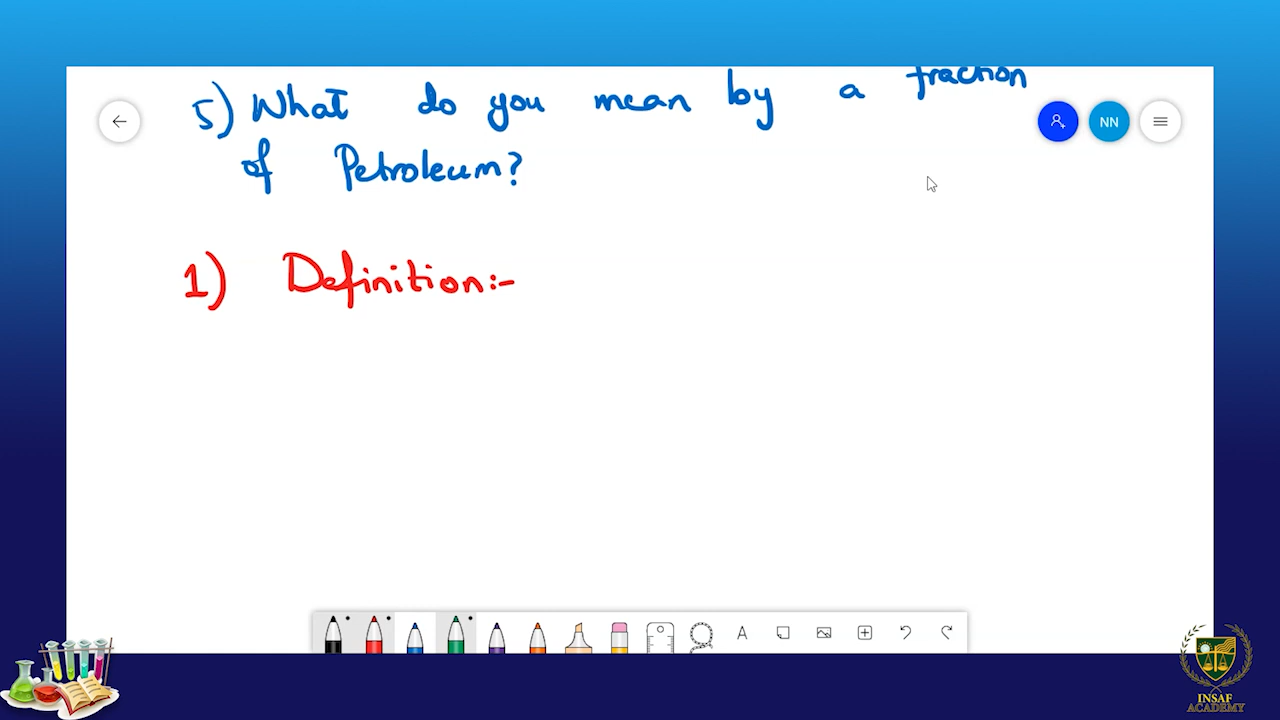 5) What do you mean by a fraction
of Petroleum?
1) Definition:-
NN
A
INSAF
ACADEMY